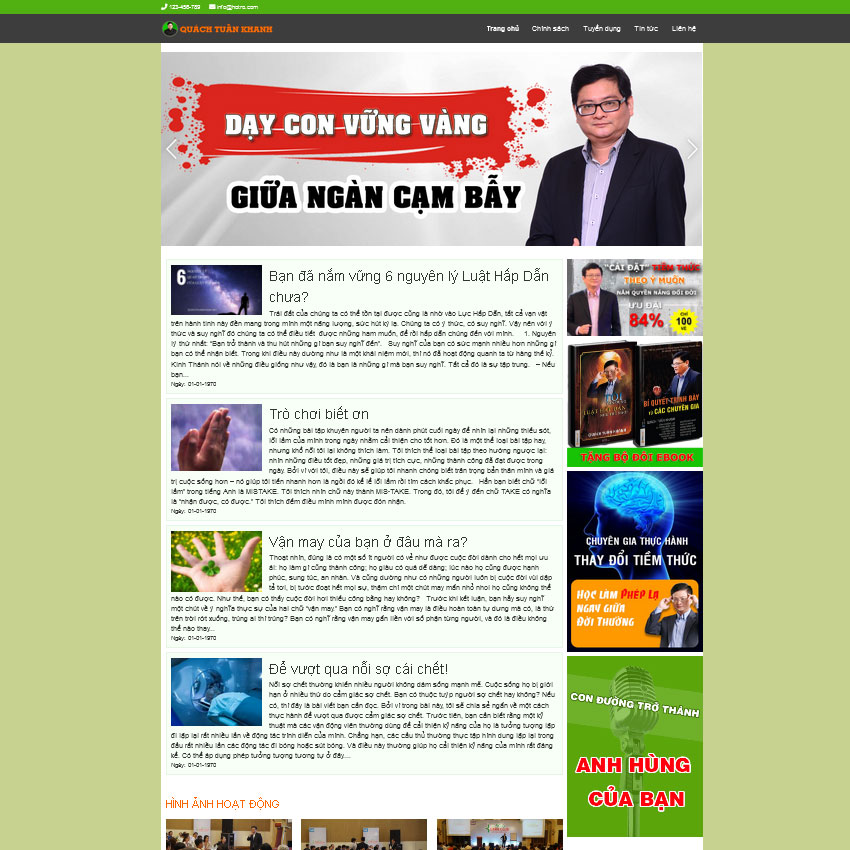 123-456-789 info@hotro.com
QUÁCH TUẤN KHANH
Trang chủ Chính sách Tuyển dụng Tin tức Liên hệ
DẠY CON VỮNG VÀNG
GIỮA NGÀN CẠM BẪY
6
Bạn đã nắm vững 6 nguyên lý Luật Hấp Dẫn
chưa?
Trái đất của chúng ta có thể tồn tại được cũng là nhờ vào Lực Hấp Dẫn, tất cả vạn vật
trên hành tinh này đền mang trong mình một năng lượng, sức hút kỳ lạ. Chúng ta có ý thức, có suy nghĩ. Vậy nên với ý
thức và suy nghĩ đó chúng ta có thể điều tiết được những ham muốn, để rồi hấp dẫn chúng đến với mình. 1. Nguyên
lý thứ nhất: "Bạn trở thành và thu hút những gì bạn suy nghĩ đến". Suy nghĩ của bạn có sức mạnh nhiều hơn những gì
bạn có thể nhận biết. Trong khi điều này dường như là một khái niệm mới, thì nó đã hoạt động quanh ta từ hàng thế kỷ.
Kinh Thánh nói về những điều giống như vậy, đó là bạn là những gì mà bạn suy nghĩ. Tất cả đó là sự tập trung. – Nếu
bạn...
Ngày: 01-01-1970
Trò chơi biết ơn
Có những bài tập khuyên người ta nên dành phút cuối ngày để nhìn lại những thiếu sót,
lỗi lầm của mình trong ngày nhằm cải thiện cho tốt hơn. Đó là một thể loại bài tập hay,
nhưng khổ nỗi tôi lại không thích làm. Tôi thích thể loại bài tập theo hướng ngược lại:
nhìn những điều tốt đẹp, những giá trị tích cực, những thành công đã đạt được trong
ngày. Bởi vì với tôi, điều này sẽ giúp tôi nhanh chóng biết trân trọng bản thân mình và giá
trị cuộc sống hơn – nó giúp tôi tiến nhanh hơn là ngồi đó kể lể lỗi lầm rồi tìm cách khắc phục. Hẳn bạn biết chữ "lỗi
lầm" trong tiếng Anh là MISTAKE. Tôi thích nhìn chữ này thành MIS-TAKE. Trong đó, tôi để ý đến chữ TAKE có nghĩa
là "nhận được, có được." Tôi thích đếm điều mình mình được đón nhận.
Ngày: 01-01-1970
Vận may của bạn ở đâu mà ra?
Thoạt nhìn, đúng là có một số ít người có vẻ như được cuộc đời dành cho hết mọi ưu
ái: họ làm gì cũng thành công; họ giàu có quá dễ dàng; lúc nào họ cũng được hạnh
phúc, sung túc, an nhàn. Và cũng dường như có những người luôn bị cuộc đời vùi dập
tả tơi, bị tước đoạt hết mọi sự, thậm chí một chút may mắn nhỏ nhoi họ cũng không thể
nào có được. Như thế, bạn có thấy cuộc đời hơi thiếu công bằng hay không? Trước khi kết luận, bạn hãy suy nghĩ
một chút về ý nghĩa thực sự của hai chữ "vận may." Bạn có nghĩ rằng vận may là điều hoàn toàn tự dưng mà có, là thứ
trên trời rớt xuống, trúng ai thì trúng? Bạn có nghĩ rằng vận may gắn liền với số phận từng người, và đó là điều không
thể nào thay...
Ngày: 01-01-1970
Để vượt qua nỗi sợ cái chết!
Nỗi sợ chết thường khiến nhiều người không dám sống mạnh mẽ. Cuộc sống họ bị giới
hạn ở nhiều thứ do cảm giác sợ chết. Bạn có thuộc tuýp người sợ chết hay không? Nếu
có, thì đây là bài viết bạn cần đọc. Bởi vì trong bài này, tôi sẽ chia sẻ ngắn về một cách
thực hành để vượt qua được cảm giác sợ chết. Trước tiên, bạn cần biết rằng một kỹ
thuật mà các vận động viên thường dùng để cải thiện kỹ năng của họ là tưởng tượng lặp
đi lặp lại rất nhiều lần về động tác trình diễn của mình. Chẳng hạn, các cầu thủ thường thực tập hình dung lặp lại trong
đầu rất nhiều lần các động tác đi bóng hoặc sút bóng. Và điều này thường giúp họ cải thiện kỹ năng của mình rất đáng
kể. Có thể áp dụng phép tưởng tượng tương tự ở đây....
Ngày: 01-01-1970
HÌNH ẢNH HOẠT ĐỘNG
"CÀI ĐẶT" TIỀM THỨC
THEO Ý MUỐN
NẮM QUYỀN NĂNG ĐỔI ĐỜI
ƯU ĐÃI
84%
CHỈ
100
VÉ
BÍ QUYẾT TRÌNH BÀY
TỪ CÁC CHUYÊN GIA
TẶNG BỘ ĐÔI EBOOK
CHUYÊN GIA THỰC HÀNH
THAY ĐỔI TIỀM THỨC
HỌC LÀM PHÉP LẠ
NGAY GIỮA
ĐỜI THƯỜNG
CON ĐƯỜNG TRỞ THÀNH
ANH HÙNG
CỦA BẠN